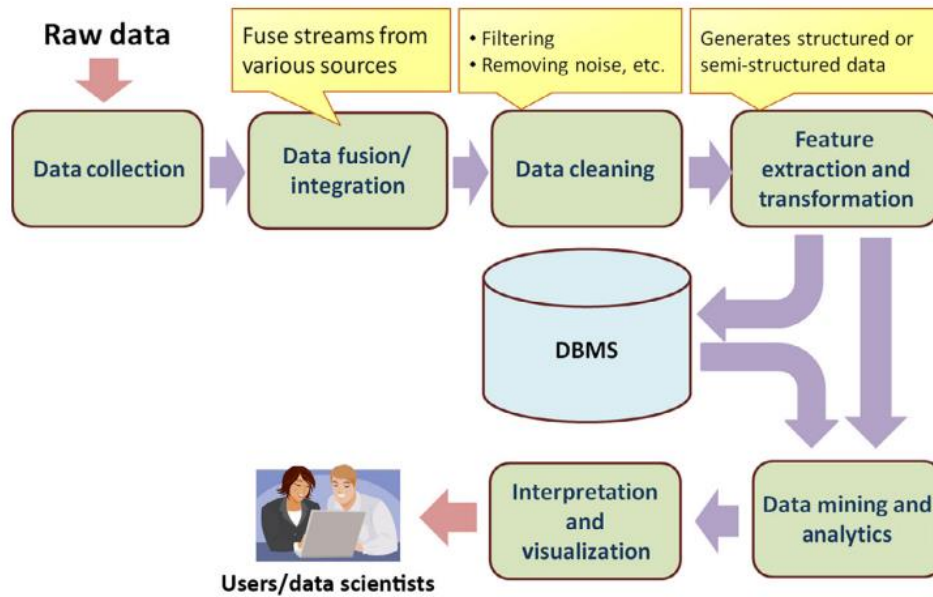 Raw data
Fuse streams from
various sources
• Filtering
• Removing noise, etc.
Generates structured or
semi-structured data
Data collection
Data fusion/
integration
Data cleaning
Feature
extraction and
transformation
DBMS
Data mining and
analytics
Interpretation
and
visualization
Users/data scientists